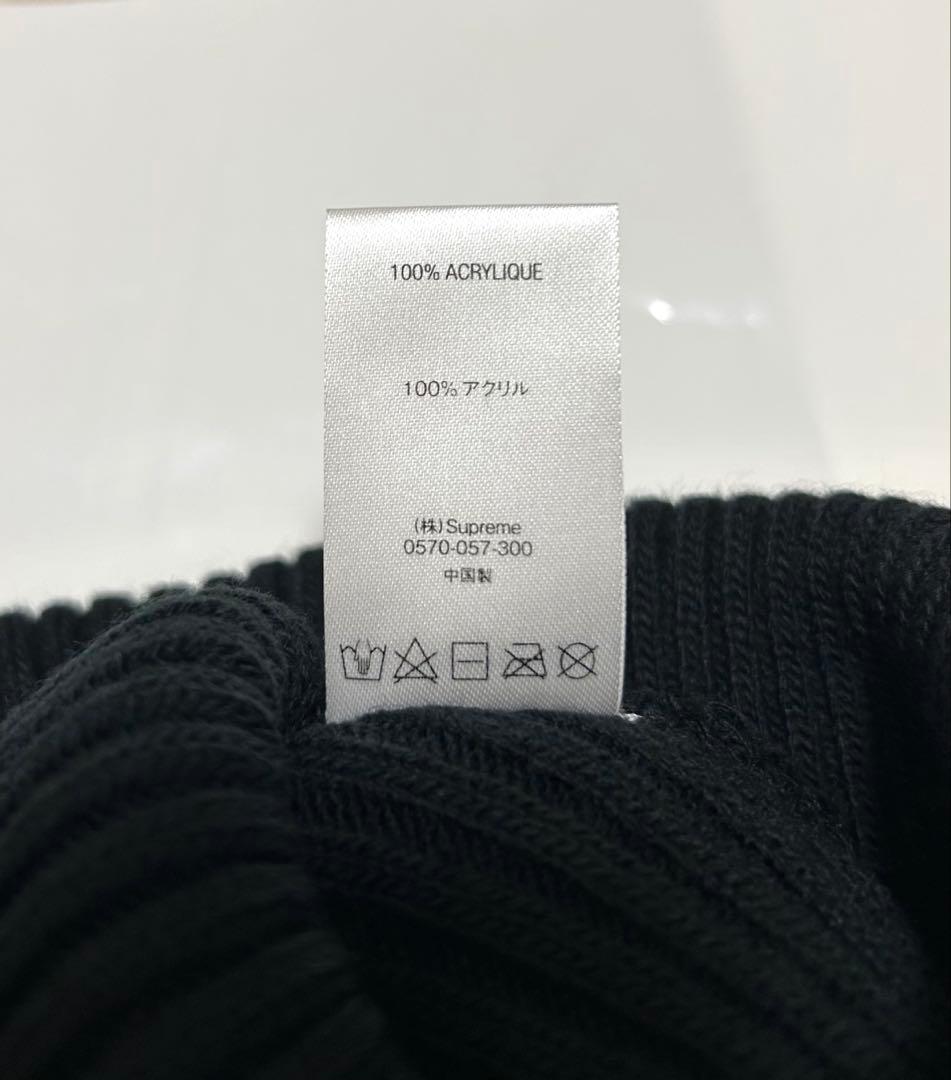 100% ACRYLIQUE
100% アクリル
(株)Supreme
0570-057-300
中国製